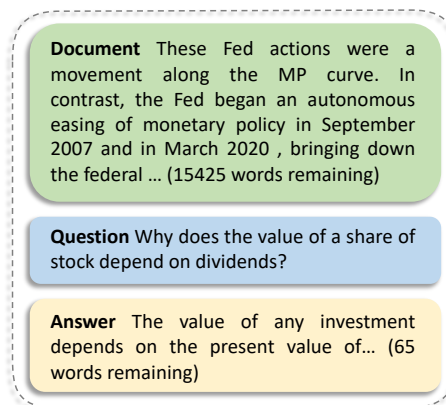 Document These Fed actions were a
movement along the MP curve. In
contrast, the Fed began an autonomous
easing of monetary policy in September
2007 and in March 2020 , bringing down
the federal ... (15425 words remaining)
Question Why does the value of a share of
stock depend on dividends?
Answer The value of any investment
depends on the present value of... (65
words remaining)